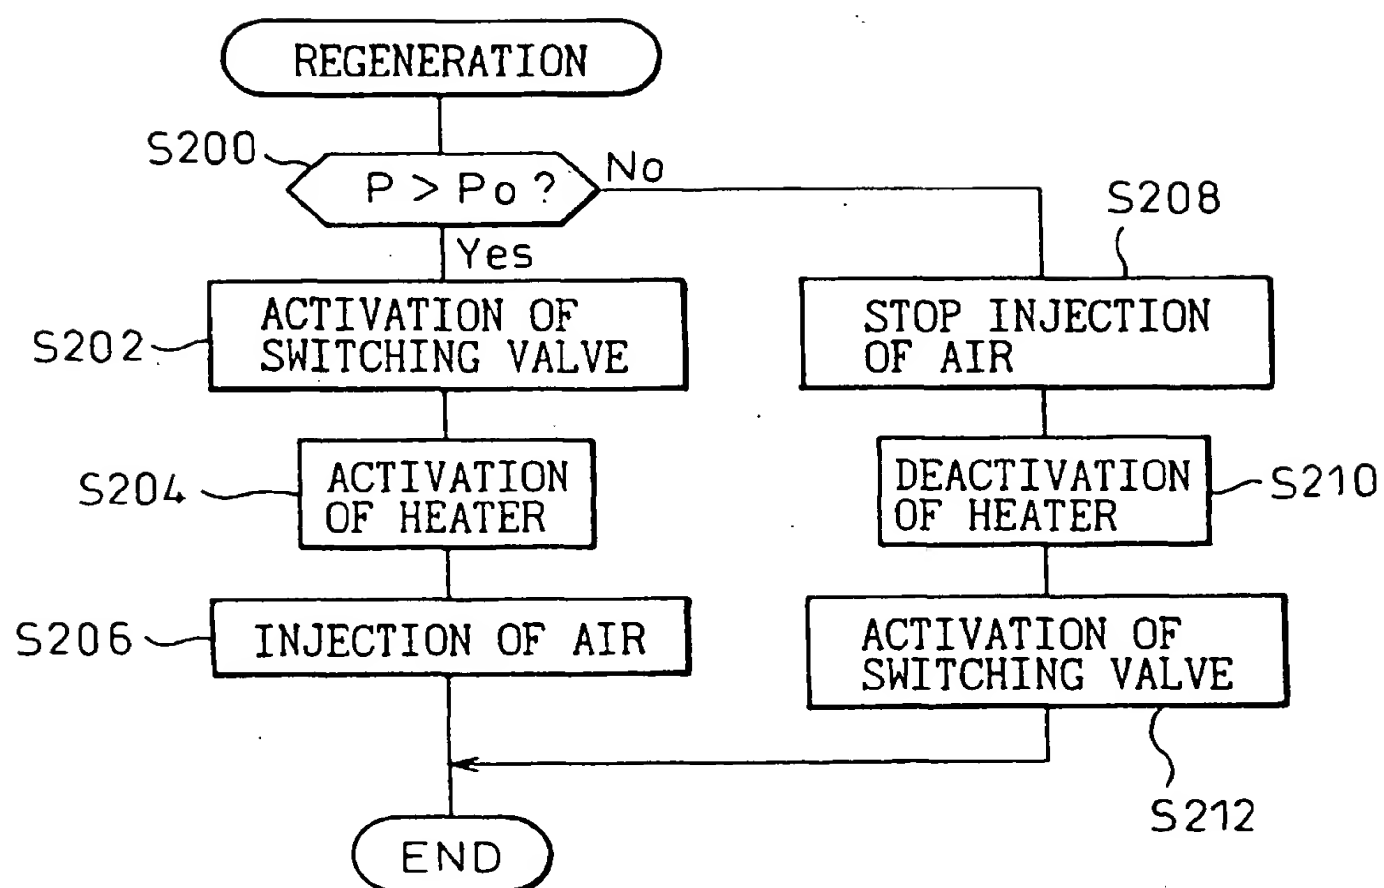 REGENERATION
S200
P > Po ?
No
Yes
S202
ACTIVATION OF
SWITCHING VALVE
S204
ACTIVATION
OF HEATER
S206
INJECTION OF AIR
S208
STOP INJECTION
OF AIR
DEACTIVATION
OF HEATER
S210
ACTIVATION OF
SWITCHING VALVE
S212
END